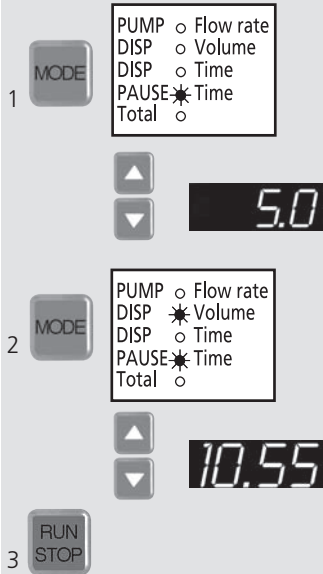 1 MODE
PUMP Flow rate
DISP Volume
DISP Time
PAUSE Time
Total
5.0
2 MODE
PUMP Flow rate
DISP Volume
DISP Time
PAUSE Time
Total
10.55
3 RUN
STOP